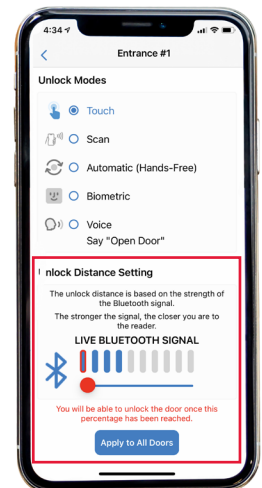 4:34
Entrance #1
Unlock Modes
Touch
Scan
Automatic (Hands-Free)
Biometric
Voice
Say "Open Door"
nlock Distance Setting
The unlock distance is based on the strength of
the Bluetooth signal.
The stronger the signal, the closer you are to
the reader.
LIVE BLUETOOTH SIGNAL
You will be able to unlock the door once this
percentage has been reached.
Apply to All Doors